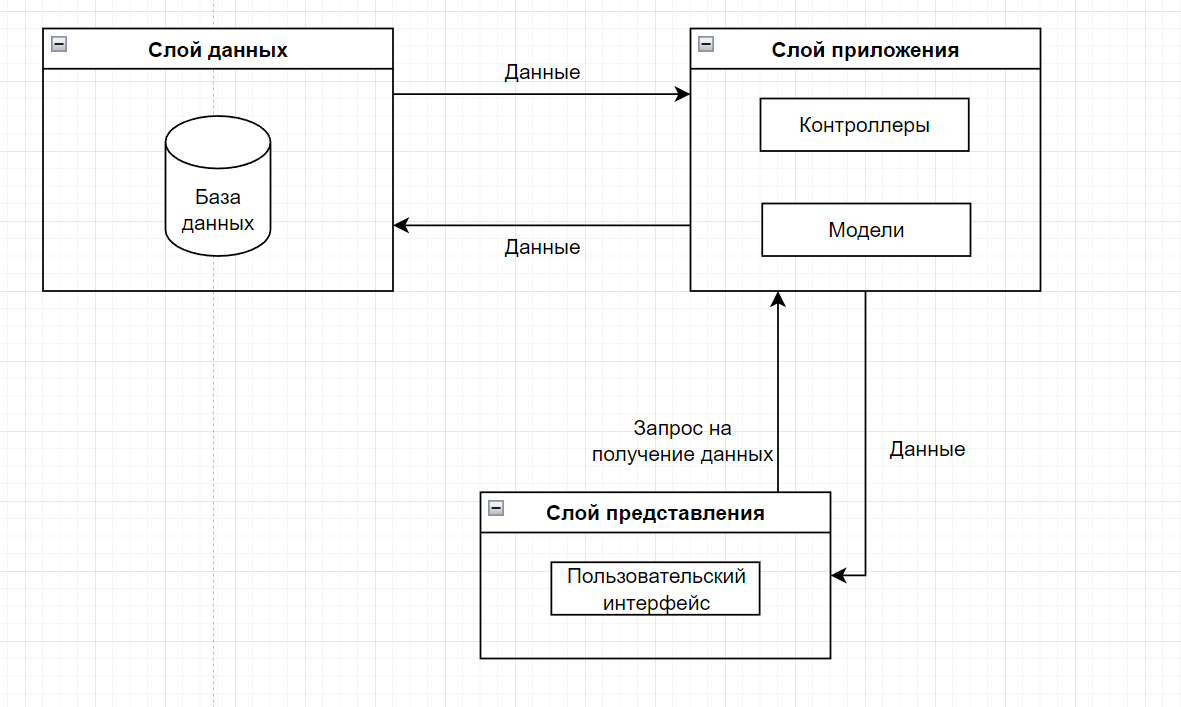 Слой данных
База
данных
Данные
Данные
Слой приложения
Контроллеры
Модели
Запрос на
получение данных
Данные
Слой представления
Пользовательский
интерфейс